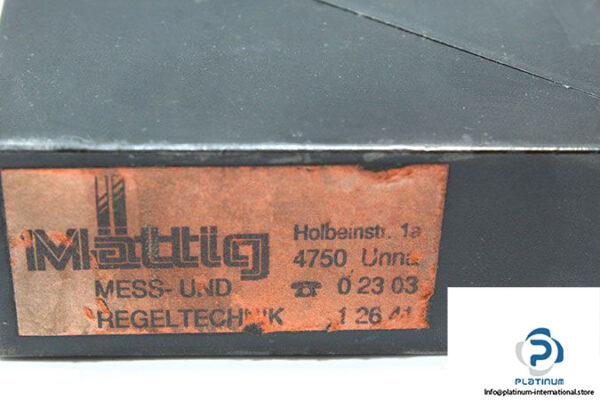 Mättig
MESS- UND
REGELTECHNIK
Holbeinstr. 1a
4750 Unna
☎ 0 23 03
1 26 41
PLATINUM
Info@platinum-international.store